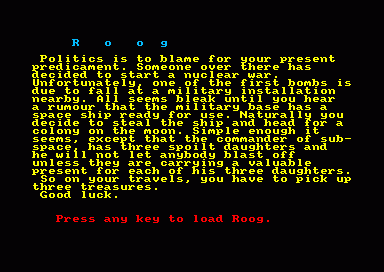 R o o g
Politics is to blame for your present
predicament. Someone over there has
decided to start a nuclear war.
Unfortunately, one of the first bombs is
due to fall at a military installation
nearby. All seems bleak until you hear
a rumour that the military base has a
space ship ready for use. Naturally you
decide to steal the ship and head for a
colony on the moon. Simple enough it
seems, except that the commander of sub-
space, has three spoilt daughters and
he will not let anybody blast off
unless they are carrying a valuable
present for each of his three daughters.
So on your travels, you have to pick up
three treasures.
Good luck.
Press any key to load Roog.